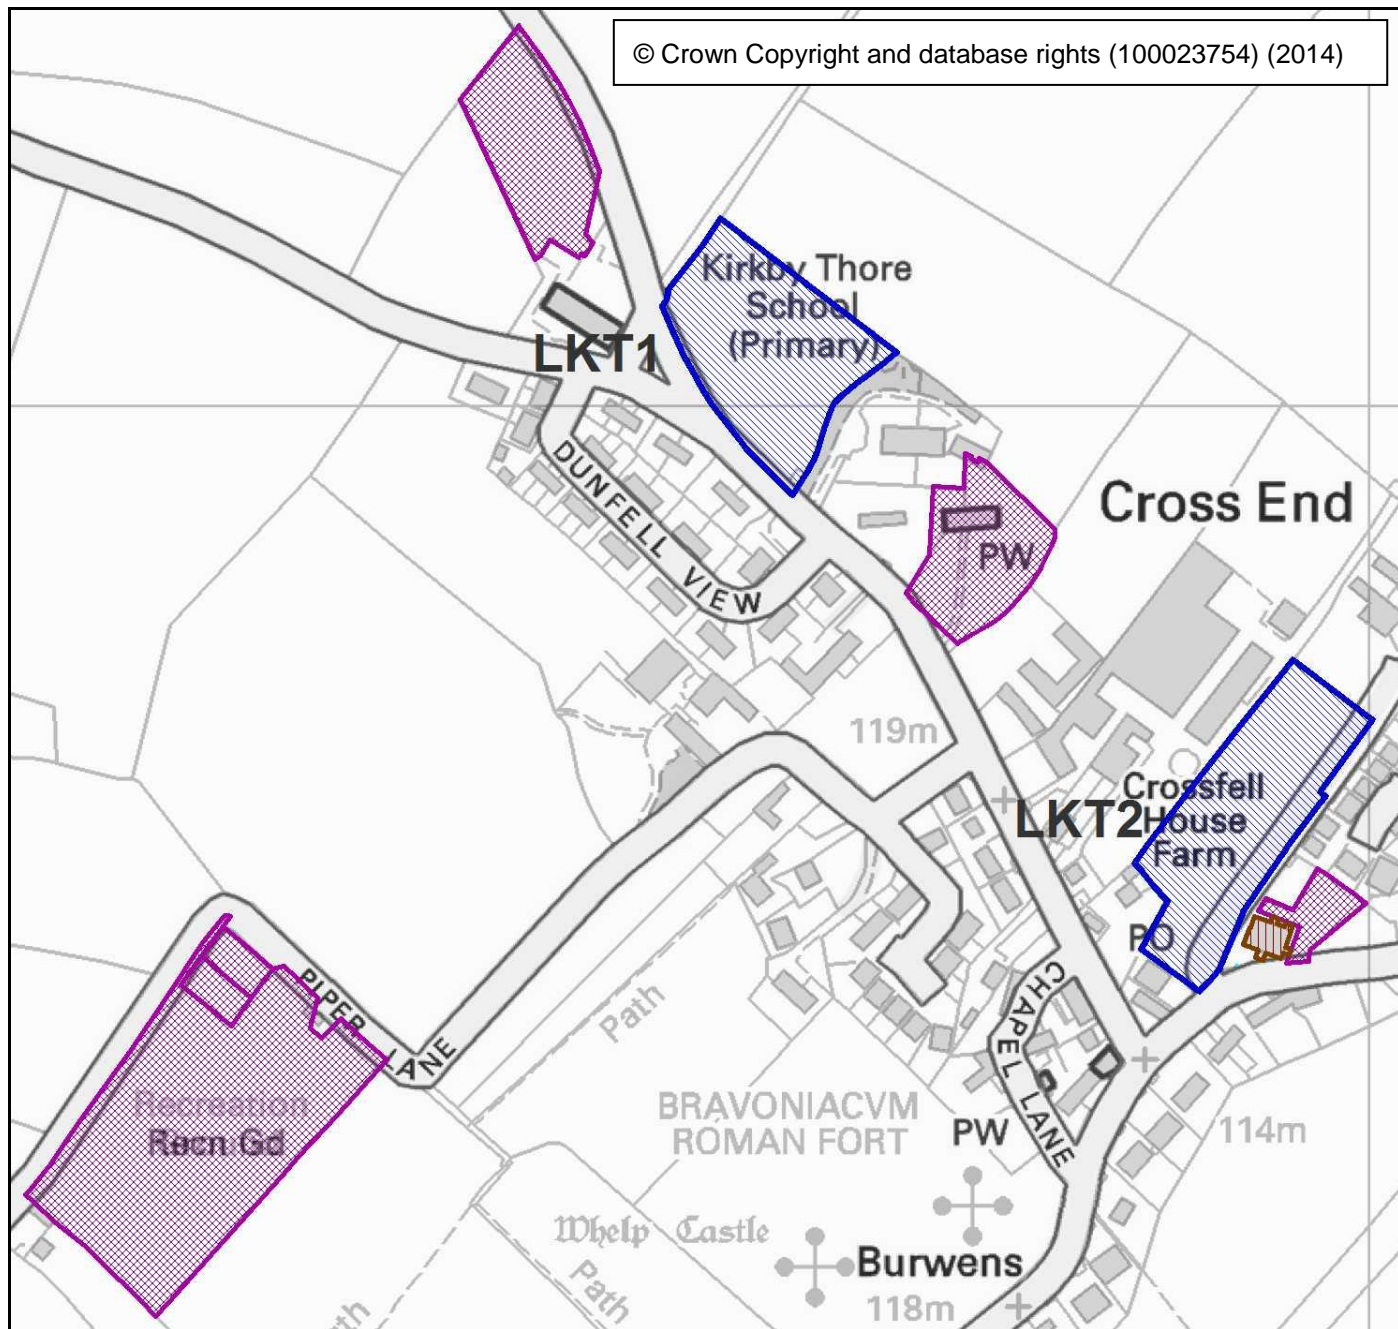 © Crown Copyright and database rights (100023754) (2014)
Kirkby Thore
School
(Primary)
LKT1
DUNFELL VIEW
Cross End
PW
119m
Crossfell
House
Farm
LKT2
PO
CHAPEL LANE
PIPER LANE
Path
Recreation
Recn Gd
BRAVONIACVM
ROMAN FORT
PW
114m
Whelp Castle
Path
Burwens
118m